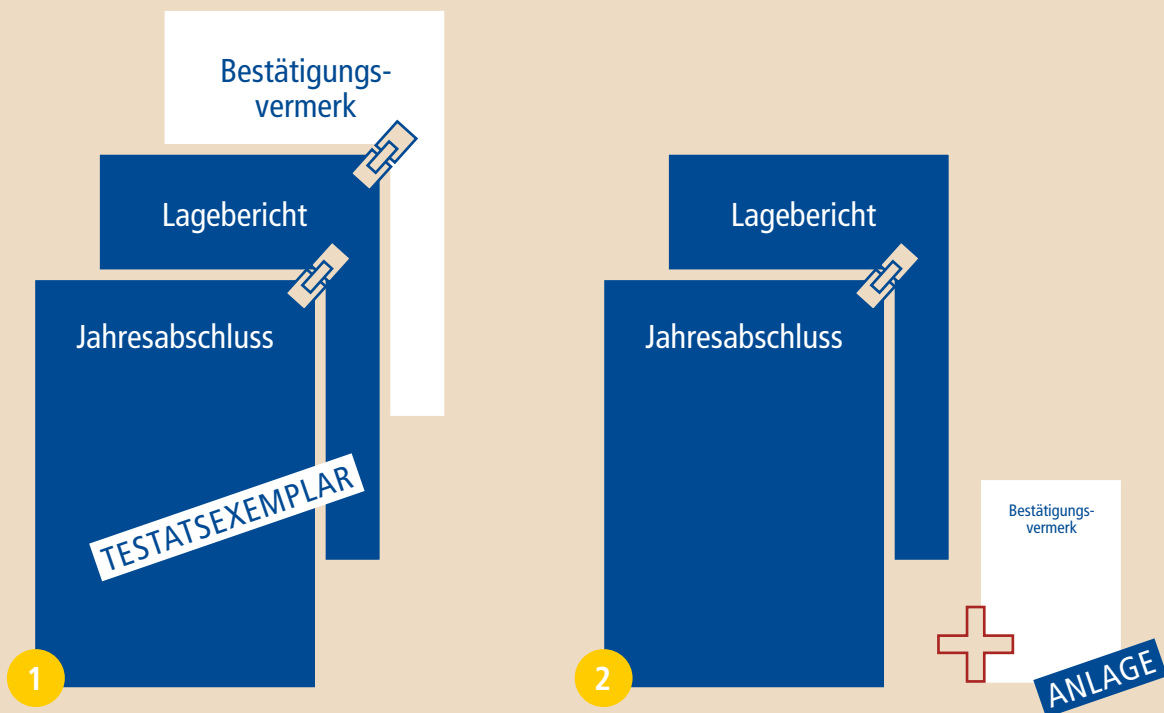 Bestätigungs-
vermerk
Lagebericht
Jahresabschluss
TESTATSEXEMPLAR
1
Lagebericht
Jahresabschluss
Bestätigungs-
vermerk
ANLAGE
2